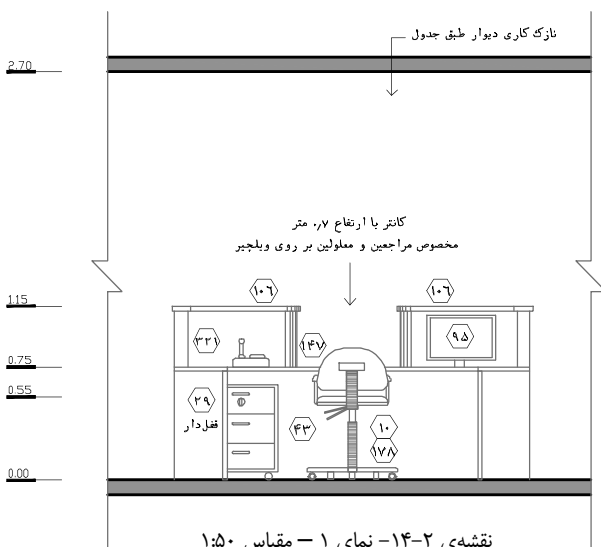 نازک کاری دیوار طبق جدول
2.70
کانتر با ارتفاع ۰٫۷ متر
مخصوص مراجعین و معلولین بر روی ویلچیر
۱۰۶
۱۰۶
1.15
۳۲۱
۱۴۷
۹۵
0.75
0.55
۲۹
قفل‌دار
۴۳
۱۰
۱۷۸
0.00
نقشه‌ی ۲-۱۴- نمای ۱ – مقیاس ۱:۵۰